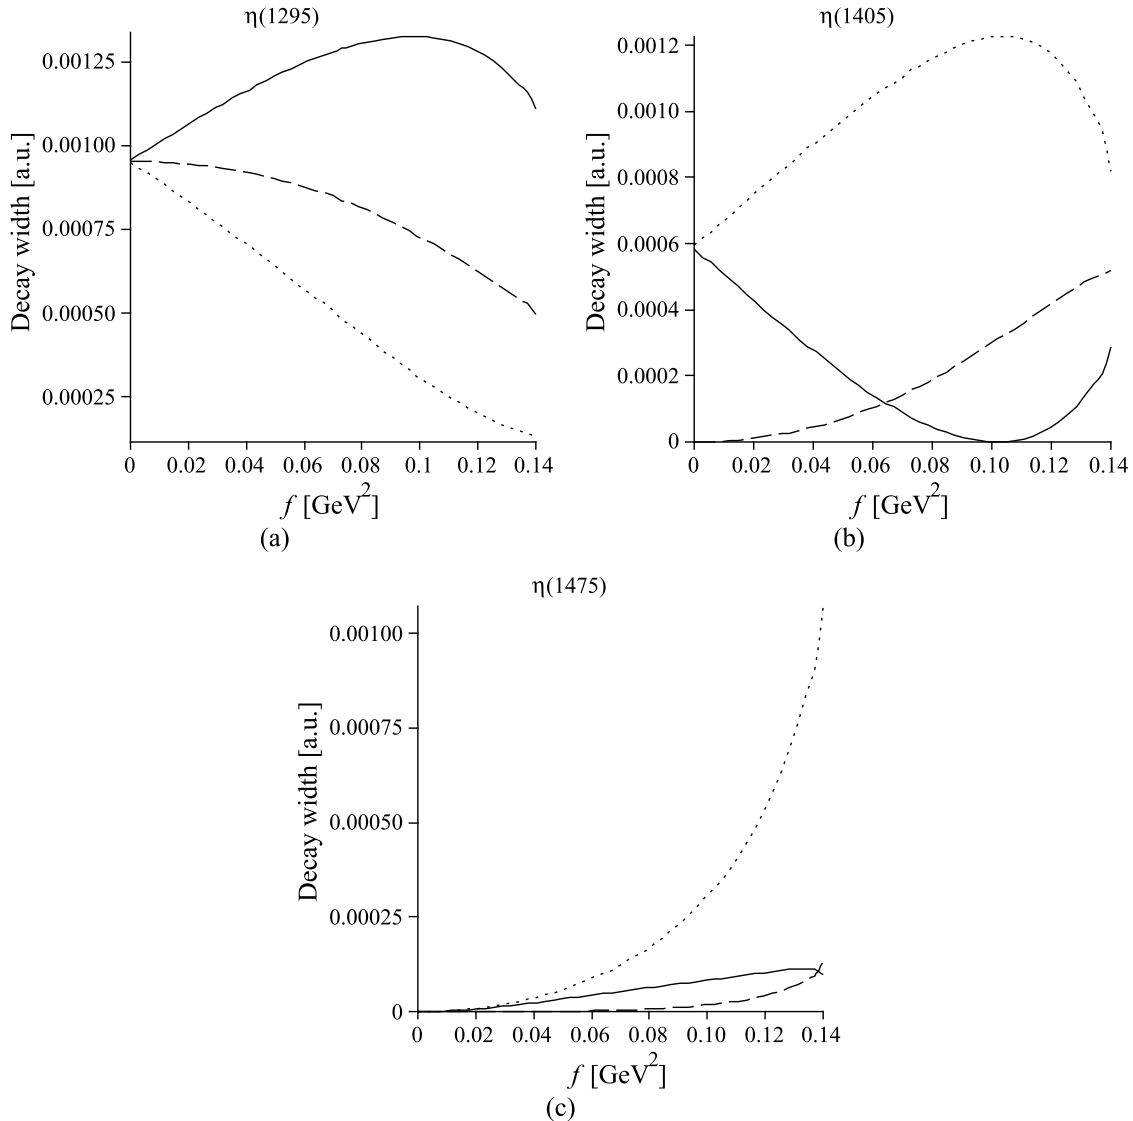 η(1295)
Decay width [a.u.]
0.00125
0.00100
0.00075
0.00050
0.00025
0 0.02 0.04 0.06 0.08 0.1 0.12 0.14
f [GeV²]
(a)
η(1405)
Decay width [a.u.]
0.0012
0.0010
0.0008
0.0006
0.0004
0.0002
0
0 0.02 0.04 0.06 0.08 0.10 0.12 0.14
f [GeV²]
(b)
η(1475)
Decay width [a.u.]
0.00100
0.00075
0.00050
0.00025
0
0 0.02 0.04 0.06 0.08 0.10 0.12 0.14
f [GeV²]
(c)